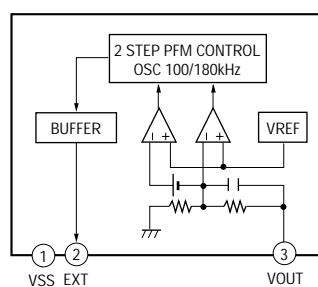 2 STEP PFM CONTROL
OSC 100/180kHz
BUFFER
VREF
– +
– +
1
2
3
VSS
EXT
VOUT